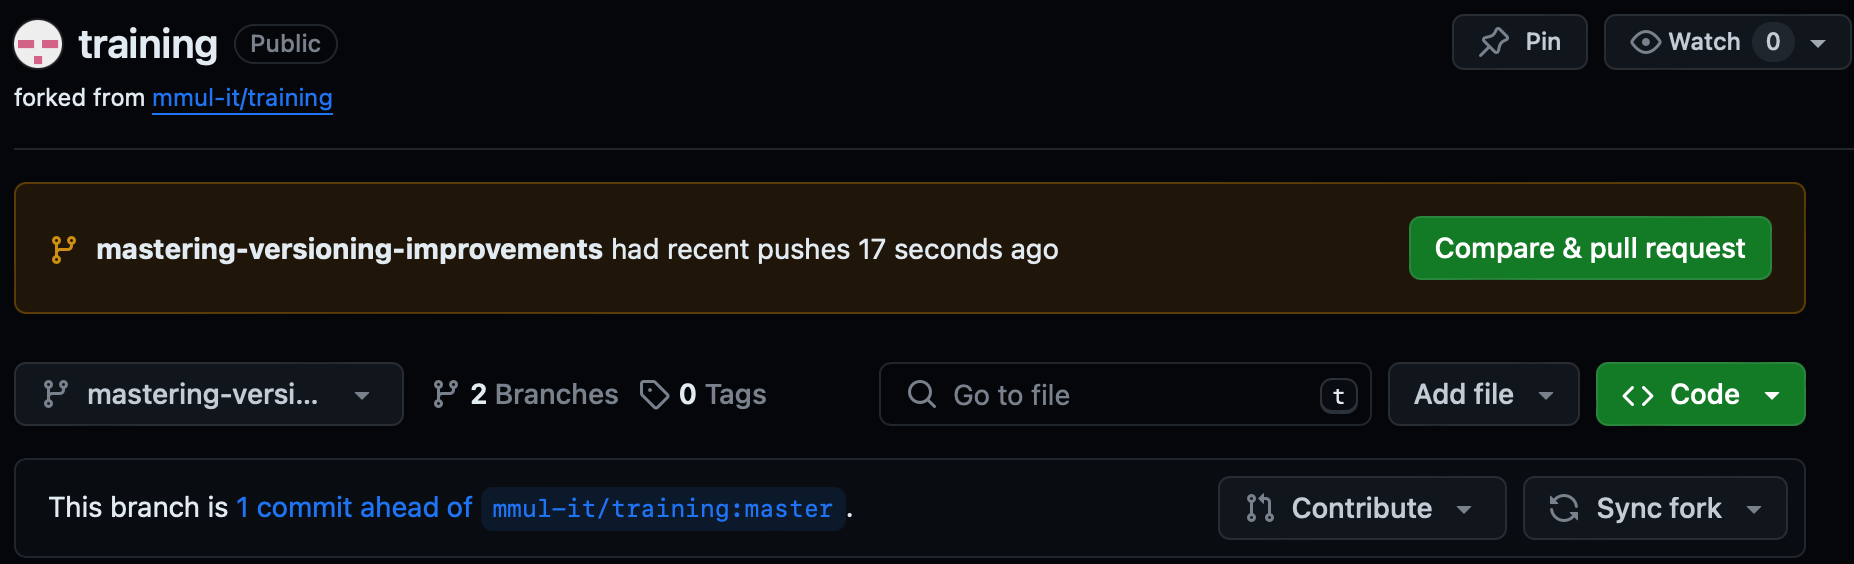 training Public Pin Watch 0
forked from mmul-it/training
mastering-versioning-improvements had recent pushes 17 seconds ago Compare & pull request
mastering-versi... 2 Branches 0 Tags Go to file t Add file <> Code
This branch is 1 commit ahead of mmul-it/training:master. Contribute Sync fork